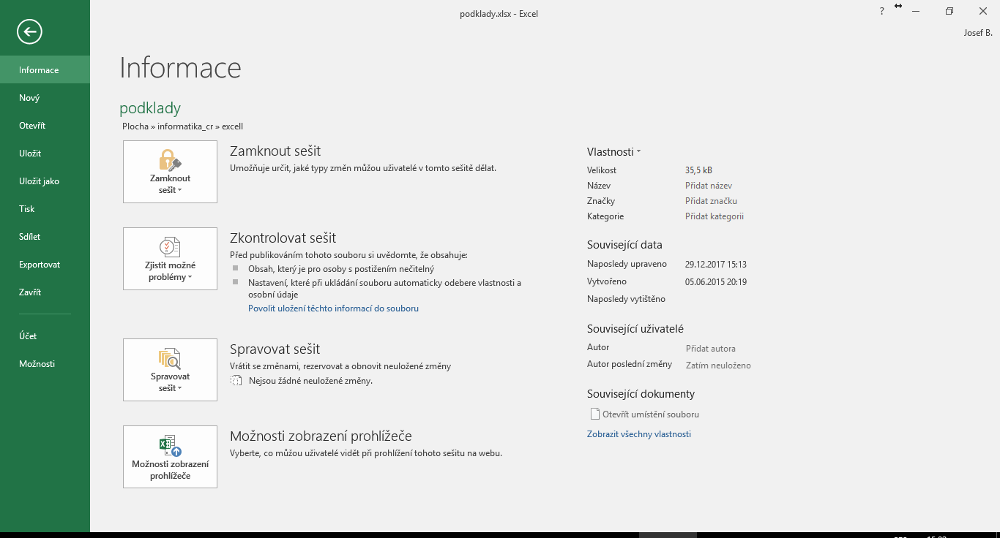 podklady.xlsx - Excel
?
Josef B.
Informace
Nový
Otevřít
Uložit
Uložit jako
Tisk
Sdílet
Exportovat
Zavřít
Účet
Možnosti
Informace
podklady
Plocha » informatika_cr » excell
Zamknout
sešit
Zamknout sešit
Umožňuje určit, jaké typy změn můžou uživatelé v tomto sešitě dělat.
Zjistit možné
problémy
Zkontrolovat sešit
Před publikováním tohoto souboru si uvědomte, že obsahuje:
Obsah, který je pro osoby s postižením nečitelný
Nastavení, které při ukládání souboru automaticky odebere vlastnosti a
osobní údaje
Povolit uložení těchto informací do souboru
Spravovat
sešit
Spravovat sešit
Vrátit se změnami, rezervovat a obnovit neuložené změny
Nejsou žádné neuložené změny.
Možnosti zobrazení
prohlížeče
Možnosti zobrazení prohlížeče
Vyberte, co můžou uživatelé vidět při prohlížení tohoto sešitu na webu.
Vlastnosti
Velikost 35,5 kB
Název Přidat název
Značky Přidat značku
Kategorie Přidat kategorii
Související data
Naposledy upraveno 29.12.2017 15:13
Vytvořeno 05.06.2015 20:19
Naposledy vytištěno
Související uživatelé
Autor Přidat autora
Autor poslední změny Zatím neuloženo
Související dokumenty
Otevřít umístění souboru
Zobrazit všechny vlastnosti